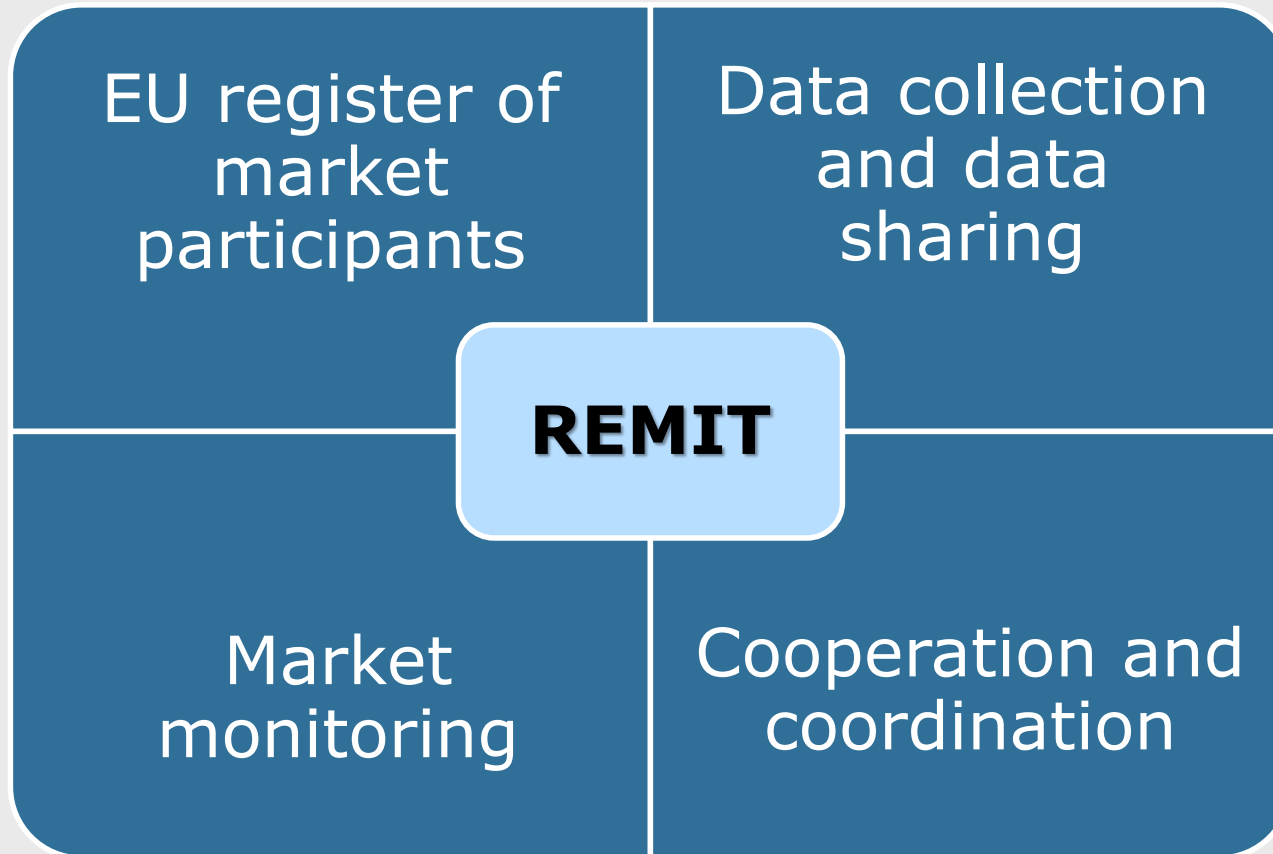 EU register of
market
participants
Data collection
and data
sharing
REMIT
Market
monitoring
Cooperation and
coordination